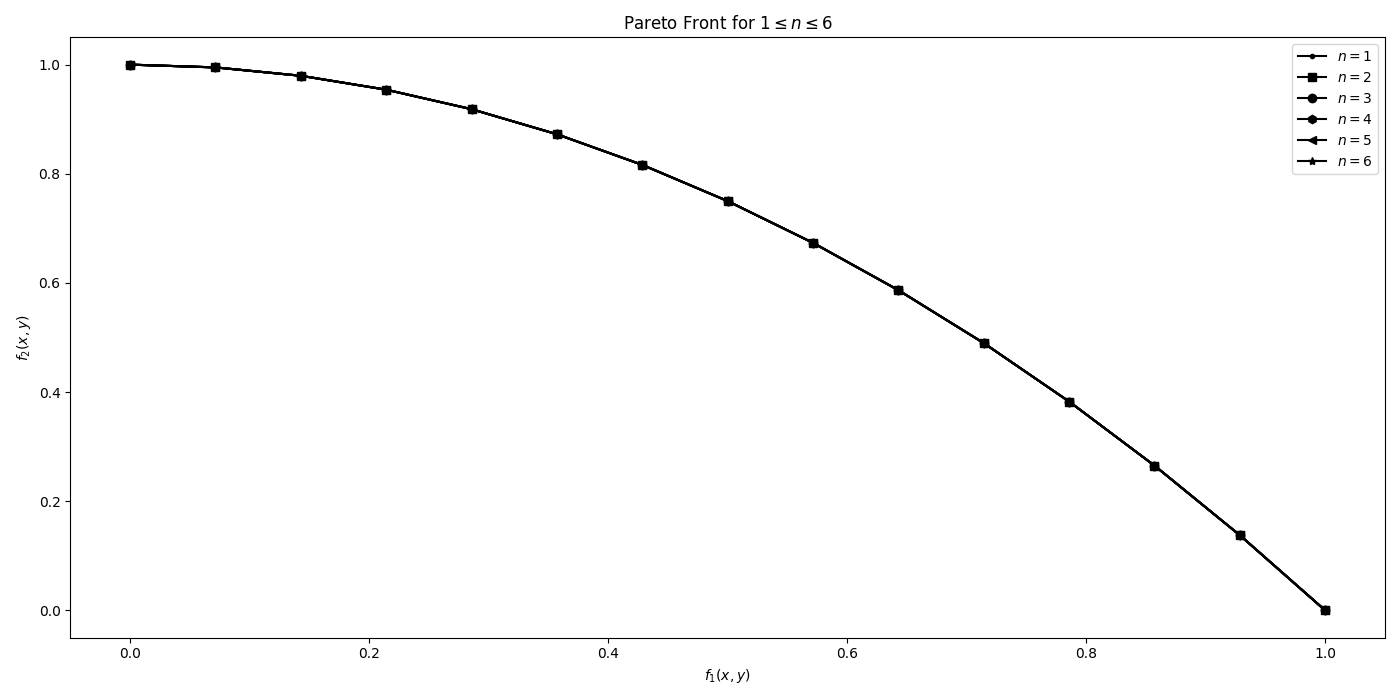 Pareto Front for 1 ≤ n ≤ 6
n = 1
n = 2
n = 3
n = 4
n = 5
n = 6
1.0
0.8
0.6
0.4
0.2
0.0
f₂(x, y)
0.0 0.2 0.4 0.6 0.8 1.0
f₁(x, y)